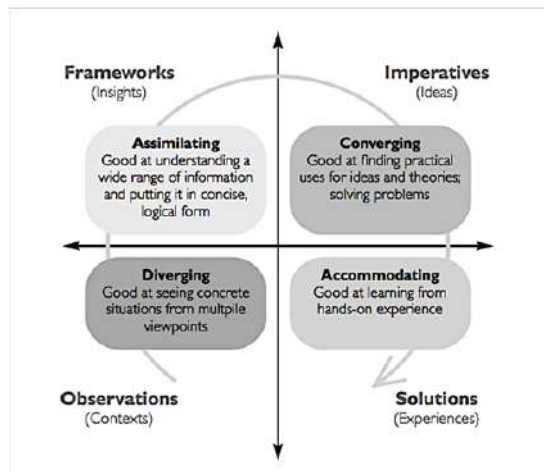 Frameworks
(Insights)
Imperatives
(Ideas)
Assimilating
Good at understanding a
wide range of information
and putting it in concise,
logical form
Converging
Good at finding practical
uses for ideas and theories;
solving problems
Diverging
Good at seeing concrete
situations from multpile
viewpoints
Accommodating
Good at learning from
hands-on experience
Observations
(Contexts)
Solutions
(Experiences)